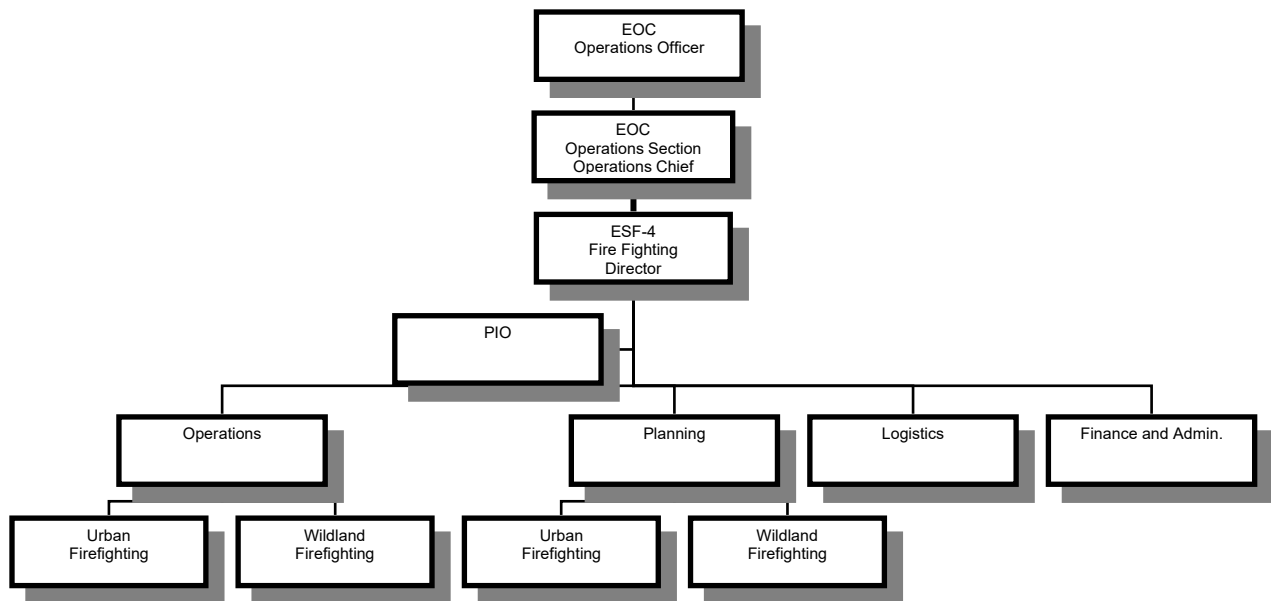 EOC
Operations Officer
EOC
Operations Section
Operations Chief
ESF-4
Fire Fighting
Director
PIO
Operations
Planning
Logistics
Finance and Admin.
Urban
Firefighting
Wildland
Firefighting
Urban
Firefighting
Wildland
Firefighting